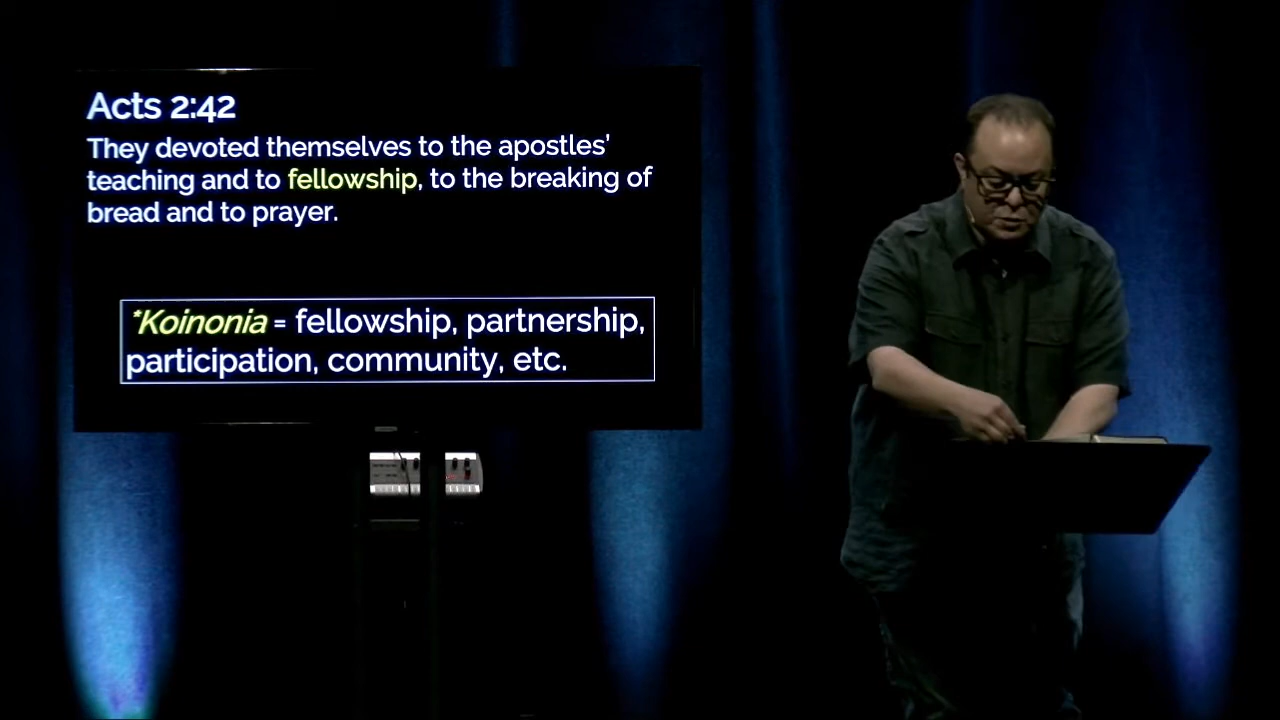 Acts 2:42
They devoted themselves to the apostles’
teaching and to fellowship, to the breaking of
bread and to prayer.
*Koinonia = fellowship, partnership,
participation, community, etc.